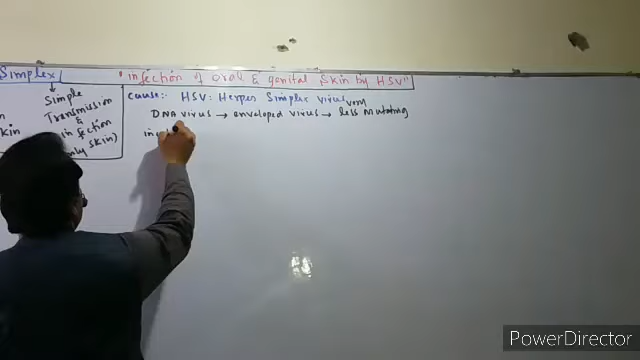 Simplex
Simple
Transmission
&
infection
only skin)
"infection of oral & genital skin by HSV"
Cause:- HSV: Herpes Simplex virus
DNA virus → enveloped virus → less mutating
very
PowerDirector